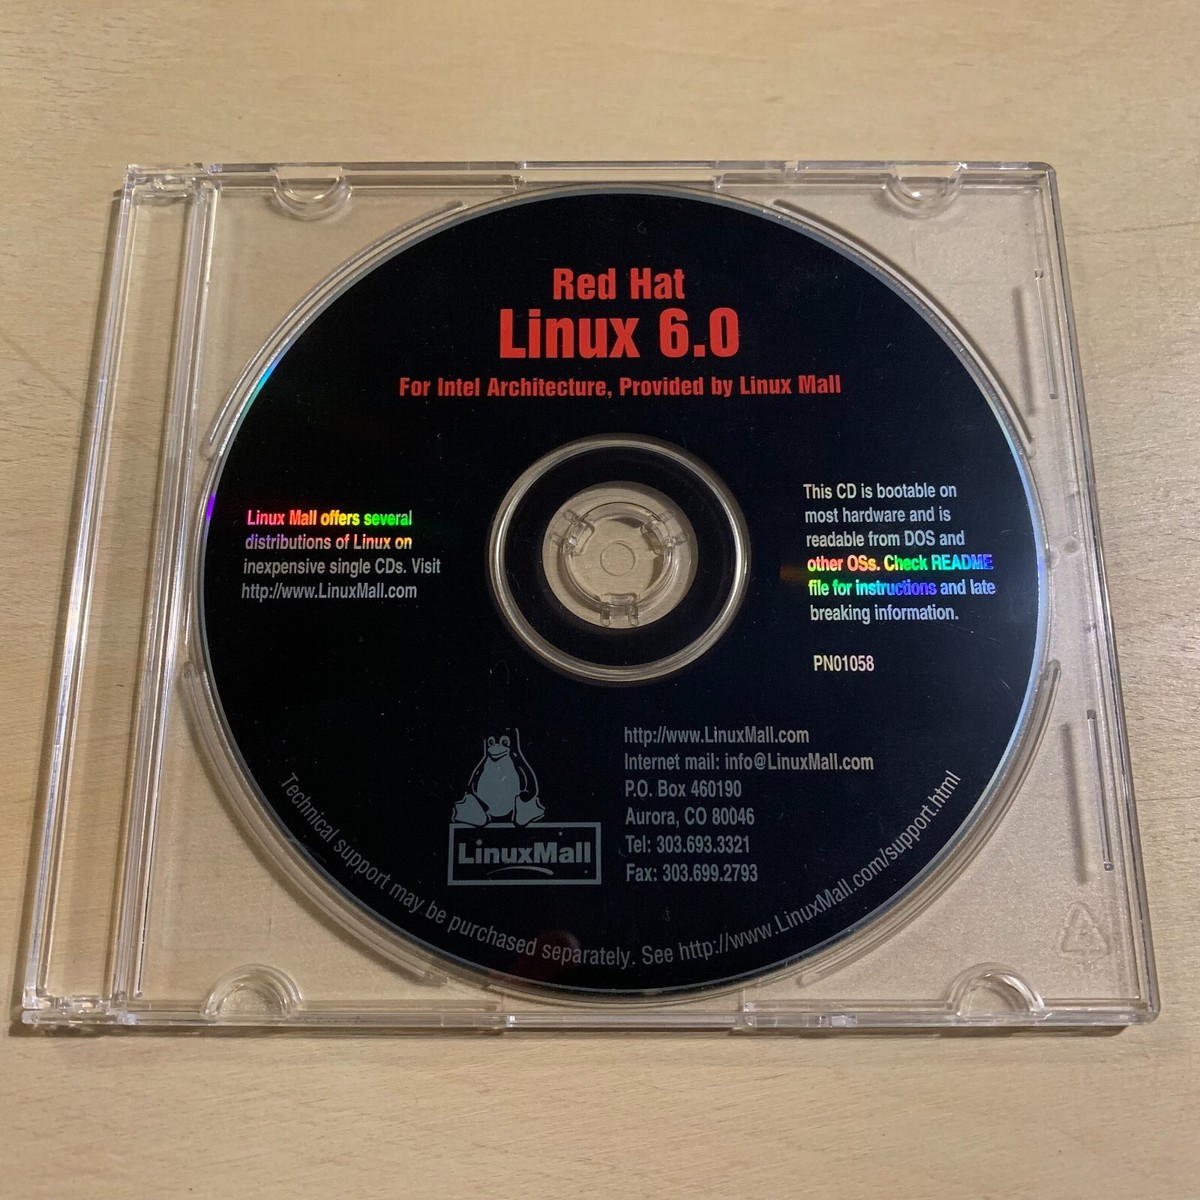 Red Hat
Linux 6.0
For Intel Architecture, Provided by Linux Mall
Linux Mall offers several
distributions of Linux on
inexpensive single CDs. Visit
http://www.LinuxMall.com
This CD is bootable on
most hardware and is
readable from DOS and
other OSs. Check README
file for instructions and late
breaking information.
PN01058
LinuxMall
http://www.LinuxMall.com
Internet mail: info@LinuxMall.com
P.O. Box 460190
Aurora, CO 80046
Tel: 303.693.3321
Fax: 303.699.2793
Technical support may be purchased separately. See http://www.LinuxMall.com/support.html